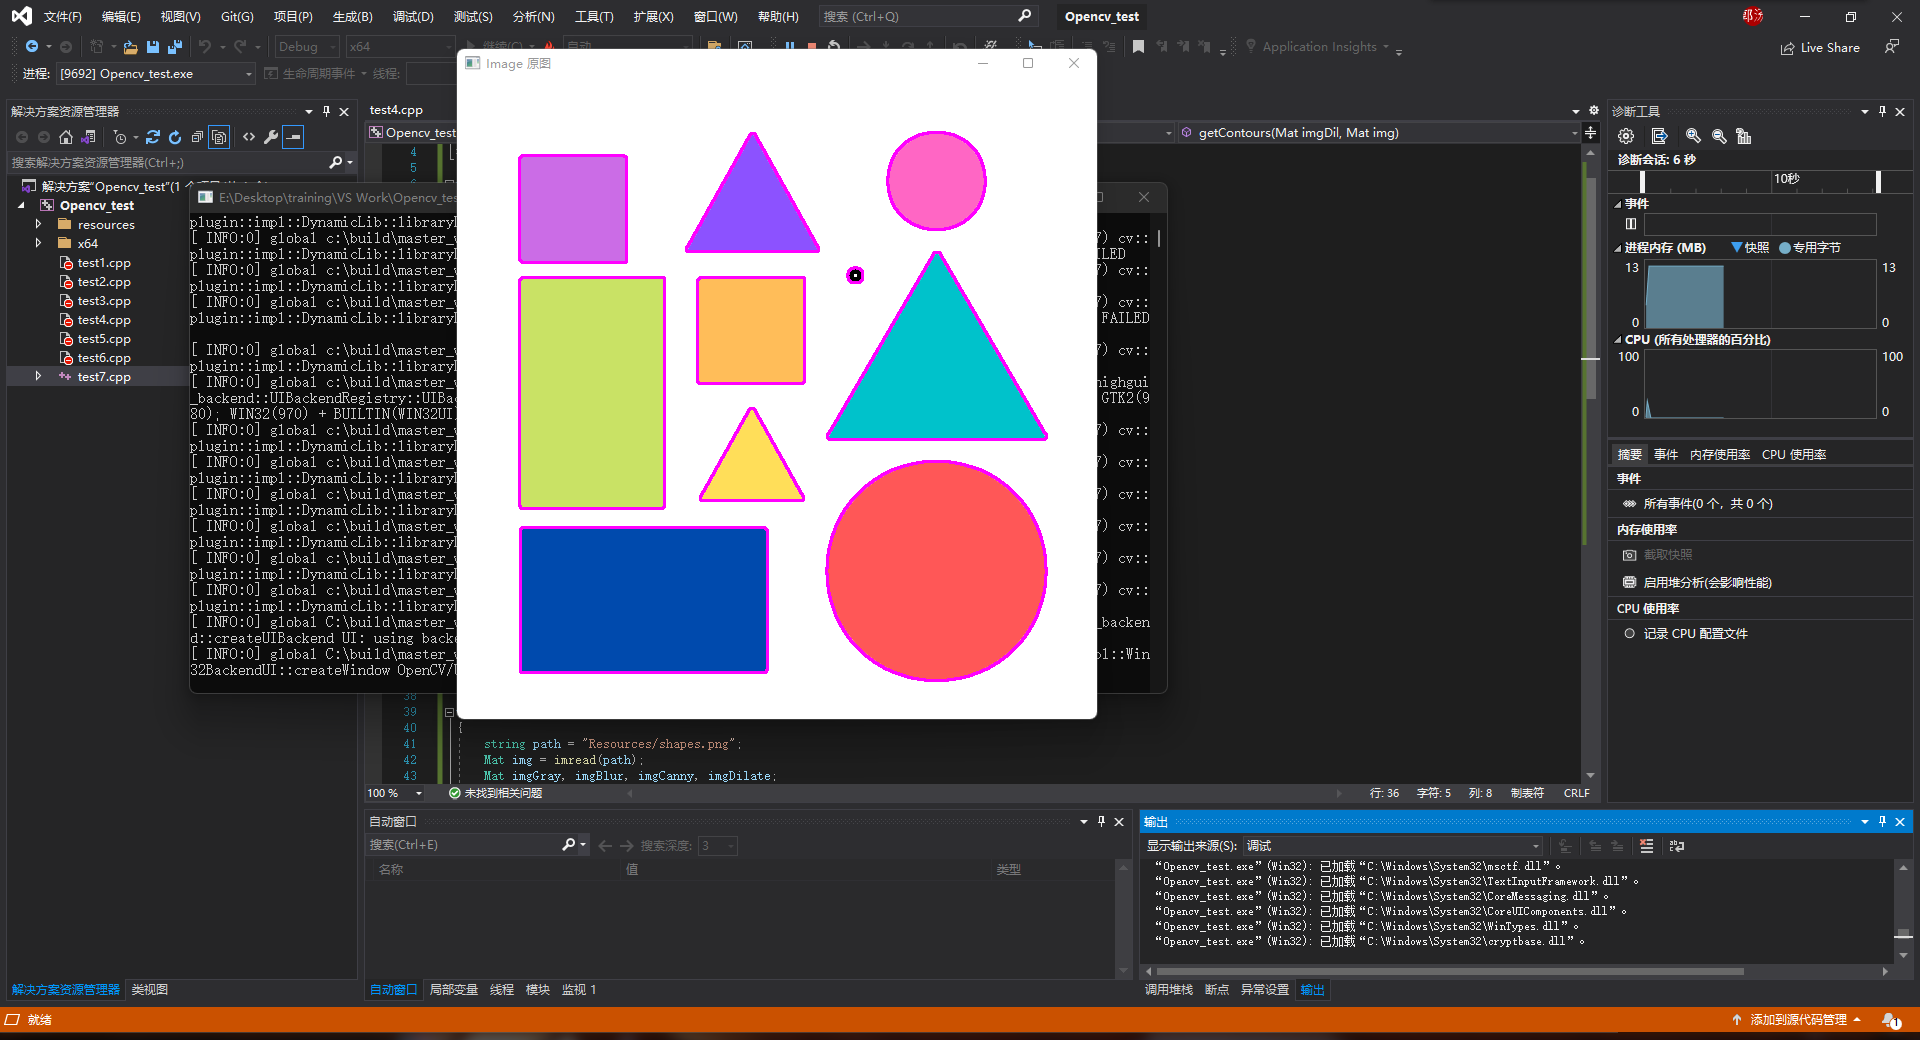 文件(F) 编辑(E) 视图(V) Git(G) 项目(P) 生成(B) 调试(D) 测试(S) 分析(N) 工具(T) 扩展(X) 窗口(W) 帮助(H) 搜索 (Ctrl+Q) Opencv_test
Debug x64 继续(C) 自动 Application Insights Live Share
进程: [9692] Opencv_test.exe 生命周期事件 线程:
Image 原图
解决方案资源管理器
搜索解决方案资源管理器(Ctrl+;)
解决方案"Opencv_test"(1
Opencv_test
resources
x64
test1.cpp
test2.cpp
test3.cpp
test4.cpp
test5.cpp
test6.cpp
test7.cpp
解决方案资源管理器 类视图
test4.cpp
Opencv_test getContours(Mat imgDil, Mat img)
4
5
E:\Desktop\training\VS Work\Opencv_te
plugin::impl::DynamicLib::library
[ INFO:0] global c:\build\master_ 7) cv::
plugin::impl::DynamicLib::library ILED
[ INFO:0] global c:\build\master_ 7) cv::
plugin::impl::DynamicLib::library
[ INFO:0] global c:\build\master_ 7) cv::
plugin::impl::DynamicLib::library FAILED
[ INFO:0] global c:\build\master_ 7) cv::
plugin::impl::DynamicLib::library
[ INFO:0] global c:\build\master_ highgui
_backend::UIBackendRegistry::UIBac GTK2(9
80); WIN32(970) + BUILTIN(WIN32UI) 
[ INFO:0] global c:\build\master_ 7) cv::
plugin::impl::DynamicLib::library
[ INFO:0] global c:\build\master_ 7) cv::
plugin::impl::DynamicLib::library
[ INFO:0] global c:\build\master_ 7) cv::
plugin::impl::DynamicLib::library
[ INFO:0] global c:\build\master_ 7) cv::
plugin::impl::DynamicLib::library
[ INFO:0] global c:\build\master_ 7) cv::
plugin::impl::DynamicLib::library
[ INFO:0] global c:\build\master_ 7) cv::
plugin::impl::DynamicLib::library
[ INFO:0] global C:\build\master_ _backen
d::createUIBackend UI: using backe
[ INFO:0] global C:\build\master_ pl::Win
32BackendUI::createWindow OpenCV/
38
39
40 {
41 string path = "Resources/shapes.png";
42 Mat img = imread(path);
43 Mat imgGray, imgBlur, imgCanny, imgDilate;
100 % 未找到相关问题 行: 36 字符: 5 列: 8 制表符 CRLF
自动窗口
搜索(Ctrl+E) 搜索深度: 3
名称 值 类型
自动窗口 局部变量 线程 模块 监视 1
输出
显示输出来源(S): 调试
“Opencv_test.exe”(Win32): 已加载“C:\Windows\System32\msctf.dll”。
“Opencv_test.exe”(Win32): 已加载“C:\Windows\System32\TextInputFramework.dll”。
“Opencv_test.exe”(Win32): 已加载“C:\Windows\System32\CoreMessaging.dll”。
“Opencv_test.exe”(Win32): 已加载“C:\Windows\System32\CoreUIComponents.dll”。
“Opencv_test.exe”(Win32): 已加载“C:\Windows\System32\WinTypes.dll”。
“Opencv_test.exe”(Win32): 已加载“C:\Windows\System32\cryptbase.dll”。
调用堆栈 断点 异常设置 输出
诊断工具
诊断会话: 6 秒
10秒
事件
进程内存 (MB) 快照 专用字节
13 13
0 0
CPU (所有处理器的百分比)
100 100
0 0
摘要 事件 内存使用率 CPU 使用率
事件
所有事件(0 个，共 0 个)
内存使用率
截取快照
启用堆分析(会影响性能)
CPU 使用率
记录 CPU 配置文件
就绪 添加到源代码管理 1